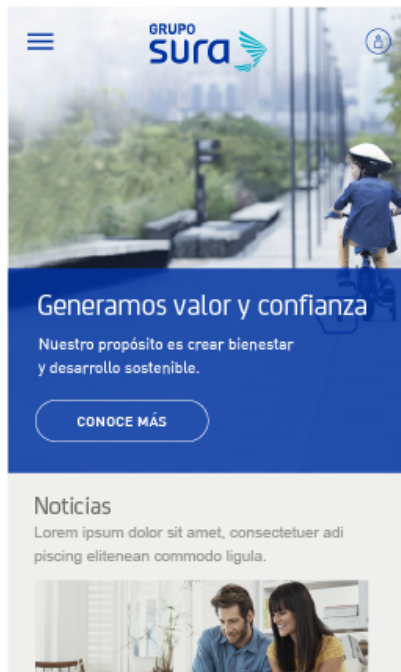 GRUPO
sura
Generamos valor y confianza
Nuestro propósito es crear bienestar
y desarrollo sostenible.
CONOCE MÁS
Noticias
Lorem ipsum dolor sit amet, consectetuer adi
piscing elitenean commodo ligula.